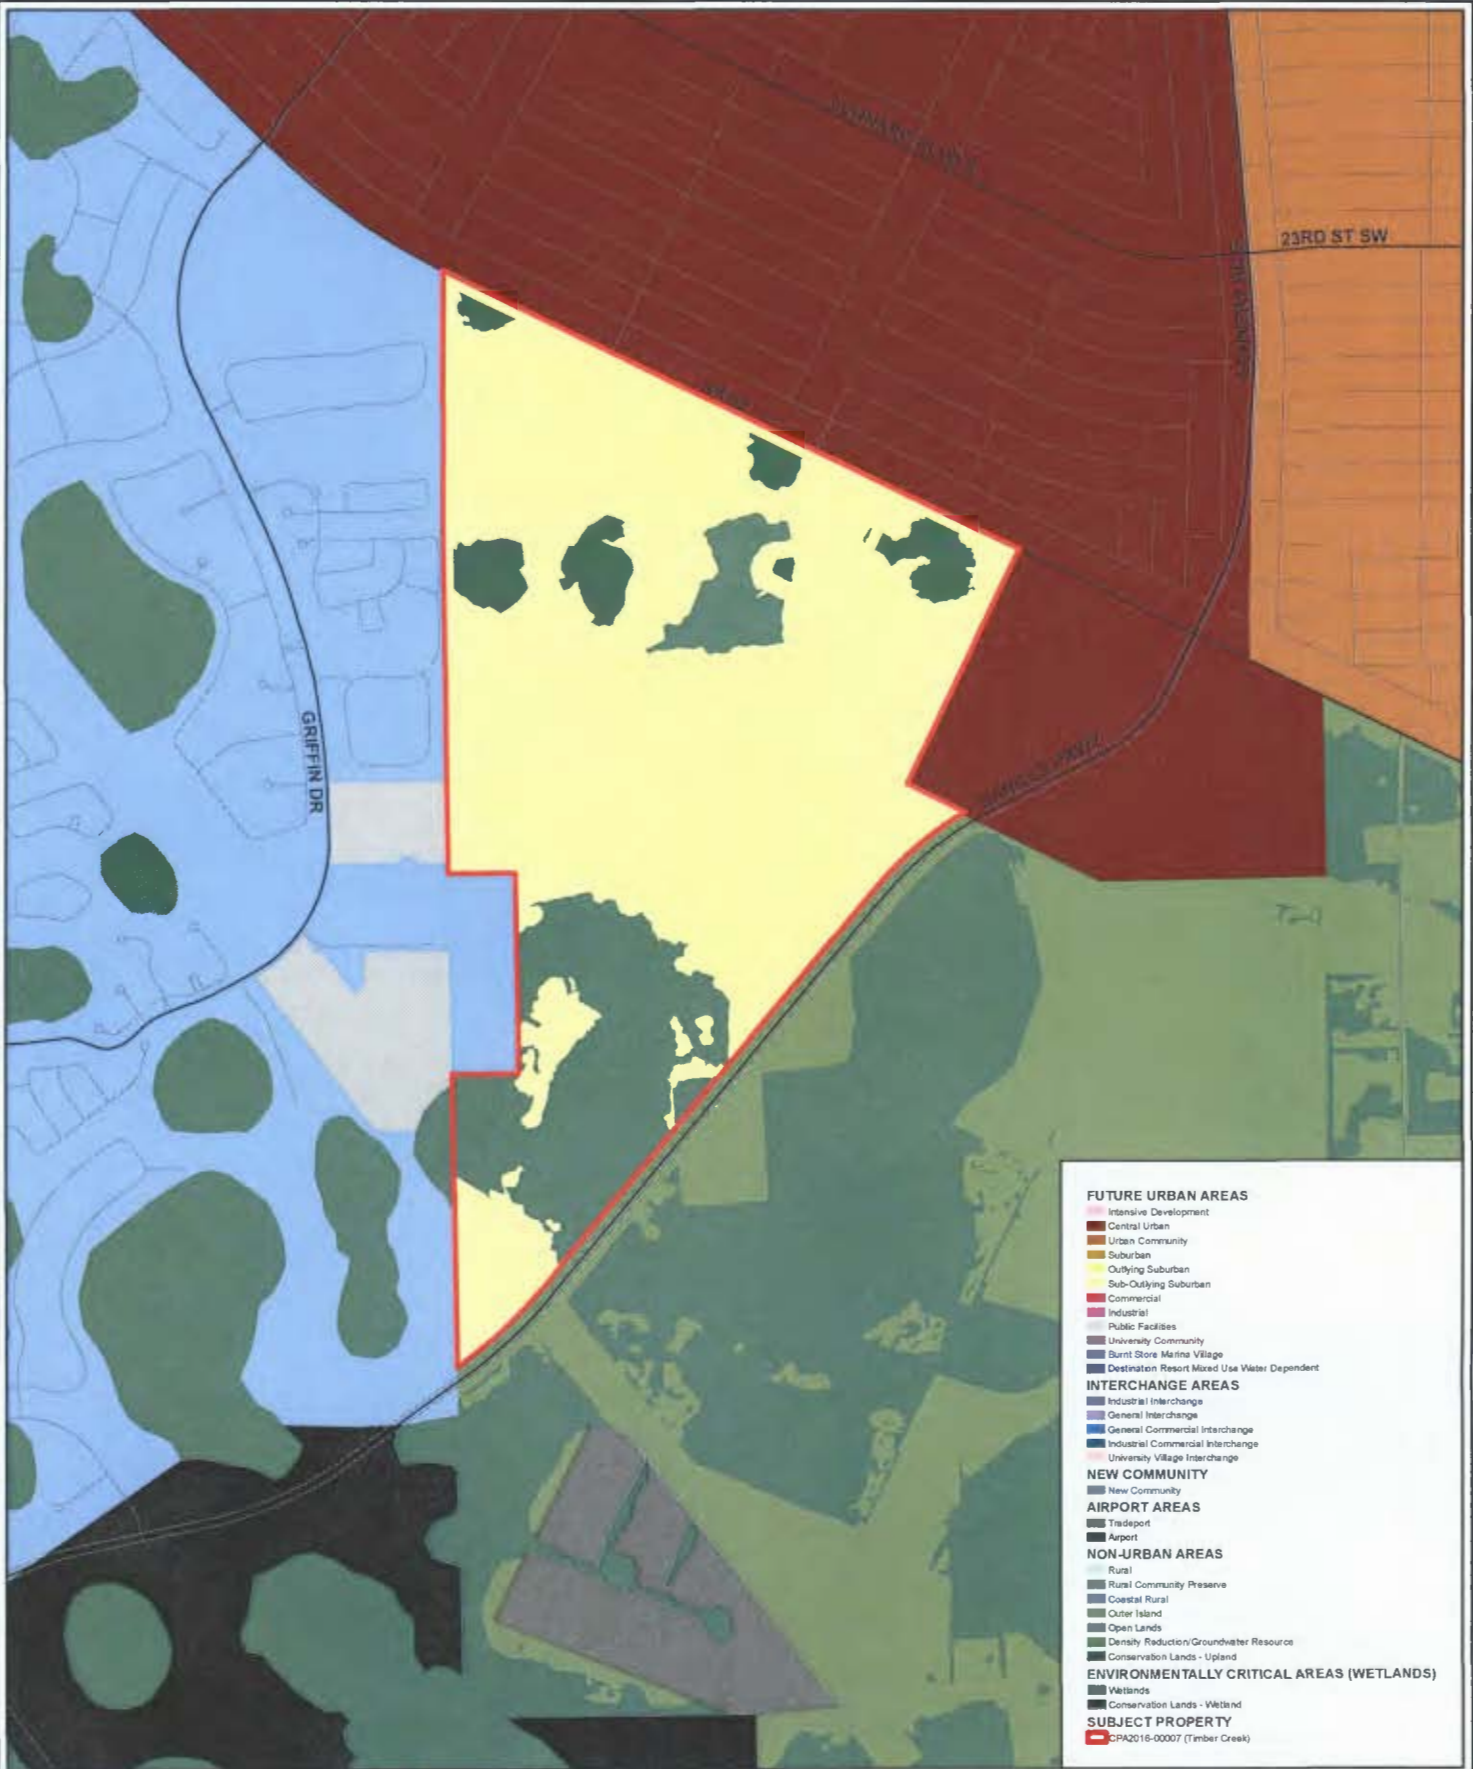 23RD ST SW
GRIFFIN DR
FUTURE URBAN AREAS
Intensive Development
Central Urban
Urban Community
Suburban
Outlying Suburban
Sub-Outlying Suburban
Commercial
Industrial
Public Facilities
University Community
Burnt Store Marina Village
Destination Resort Mixed Use Water Dependent
INTERCHANGE AREAS
Industrial Interchange
General Interchange
General Commercial Interchange
Industrial Commercial Interchange
University Village Interchange
NEW COMMUNITY
New Community
AIRPORT AREAS
Tradeport
Airport
NON-URBAN AREAS
Rural
Rural Community Preserve
Coastal Rural
Outer Island
Open Lands
Density Reduction/Groundwater Resource
Conservation Lands - Upland
ENVIRONMENTALLY CRITICAL AREAS (WETLANDS)
Wetlands
Conservation Lands - Wetland
SUBJECT PROPERTY
CPA2016-00007 (Timber Creek)